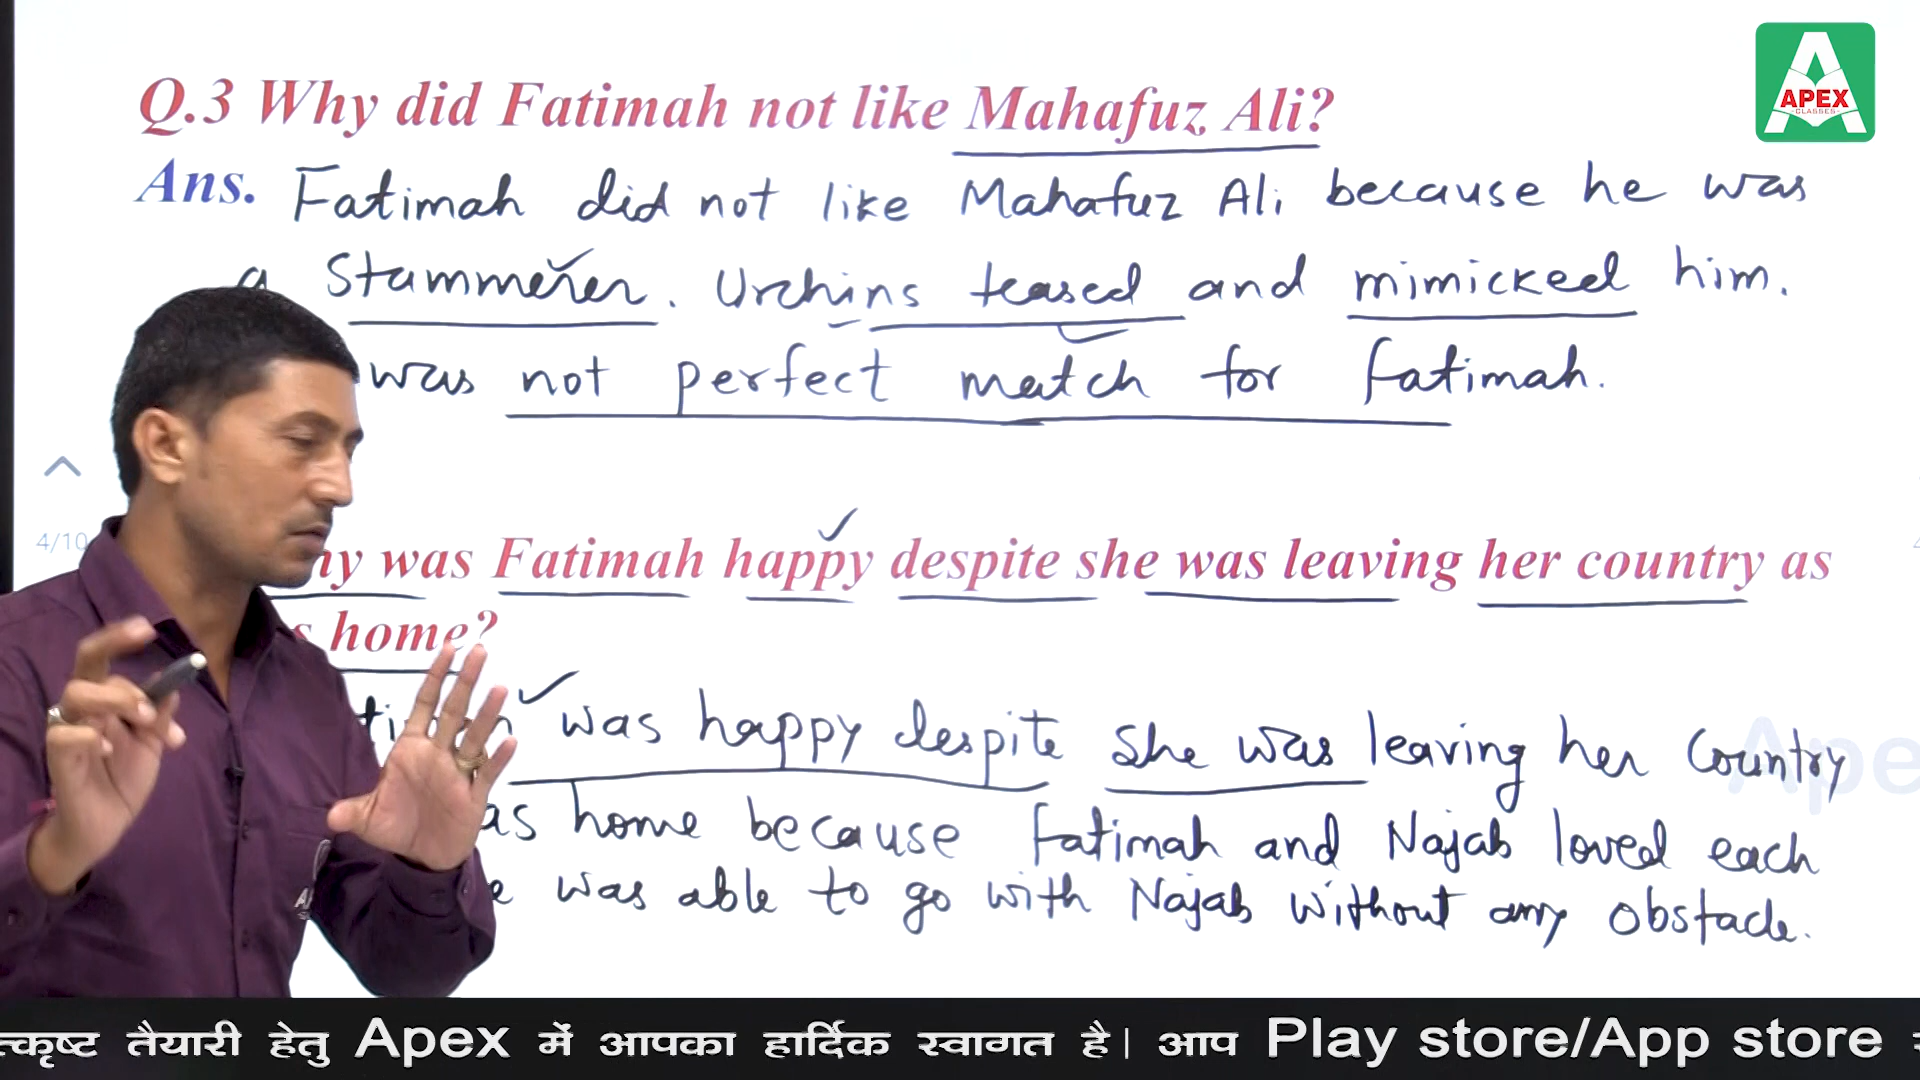 APEX
CLASSES
Q.3 Why did Fatimah not like Mahafuz Ali?
Ans. Fatimah did not like Mahafuz Ali because he was
a Stammerer. Urchins teased and mimicked him.
was not perfect match for Fatimah.
4/10
was Fatimah happy despite she was leaving her country as
home?
was happy despite she was leaving her country
as home because Fatimah and Najab loved each
was able to go with Najab without any obstacle.
तैयारी हेतु Apex में आपका हार्दिक स्वागत है। आप Play store/App store